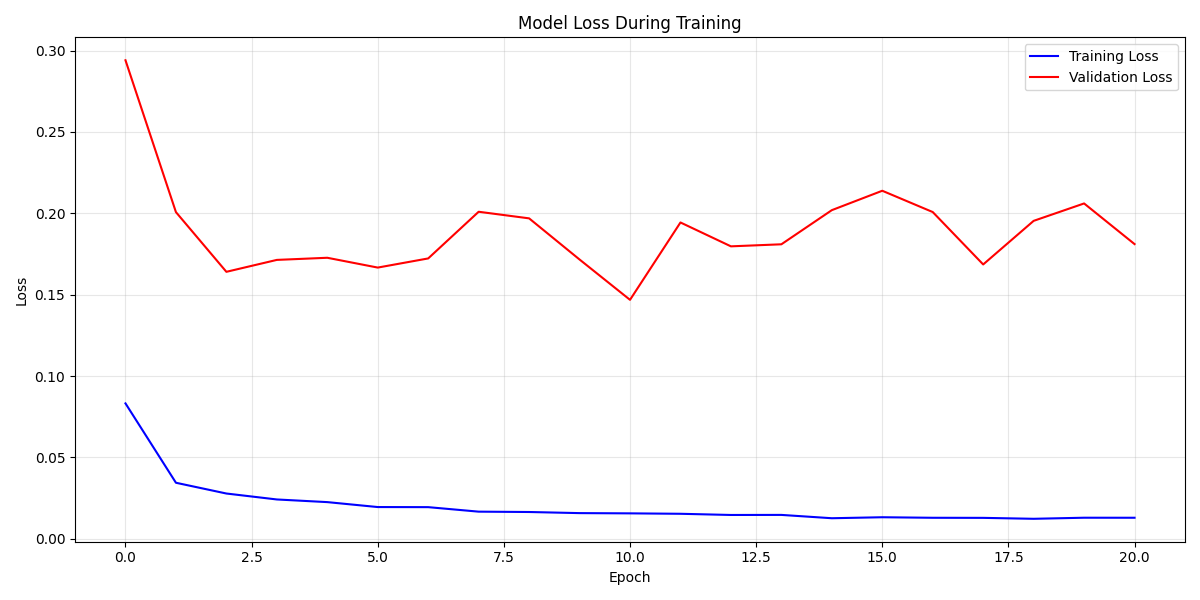 Model Loss During Training
Training Loss
Validation Loss
Loss
0.30
0.25
0.20
0.15
0.10
0.05
0.00
0.0 2.5 5.0 7.5 10.0 12.5 15.0 17.5 20.0
Epoch